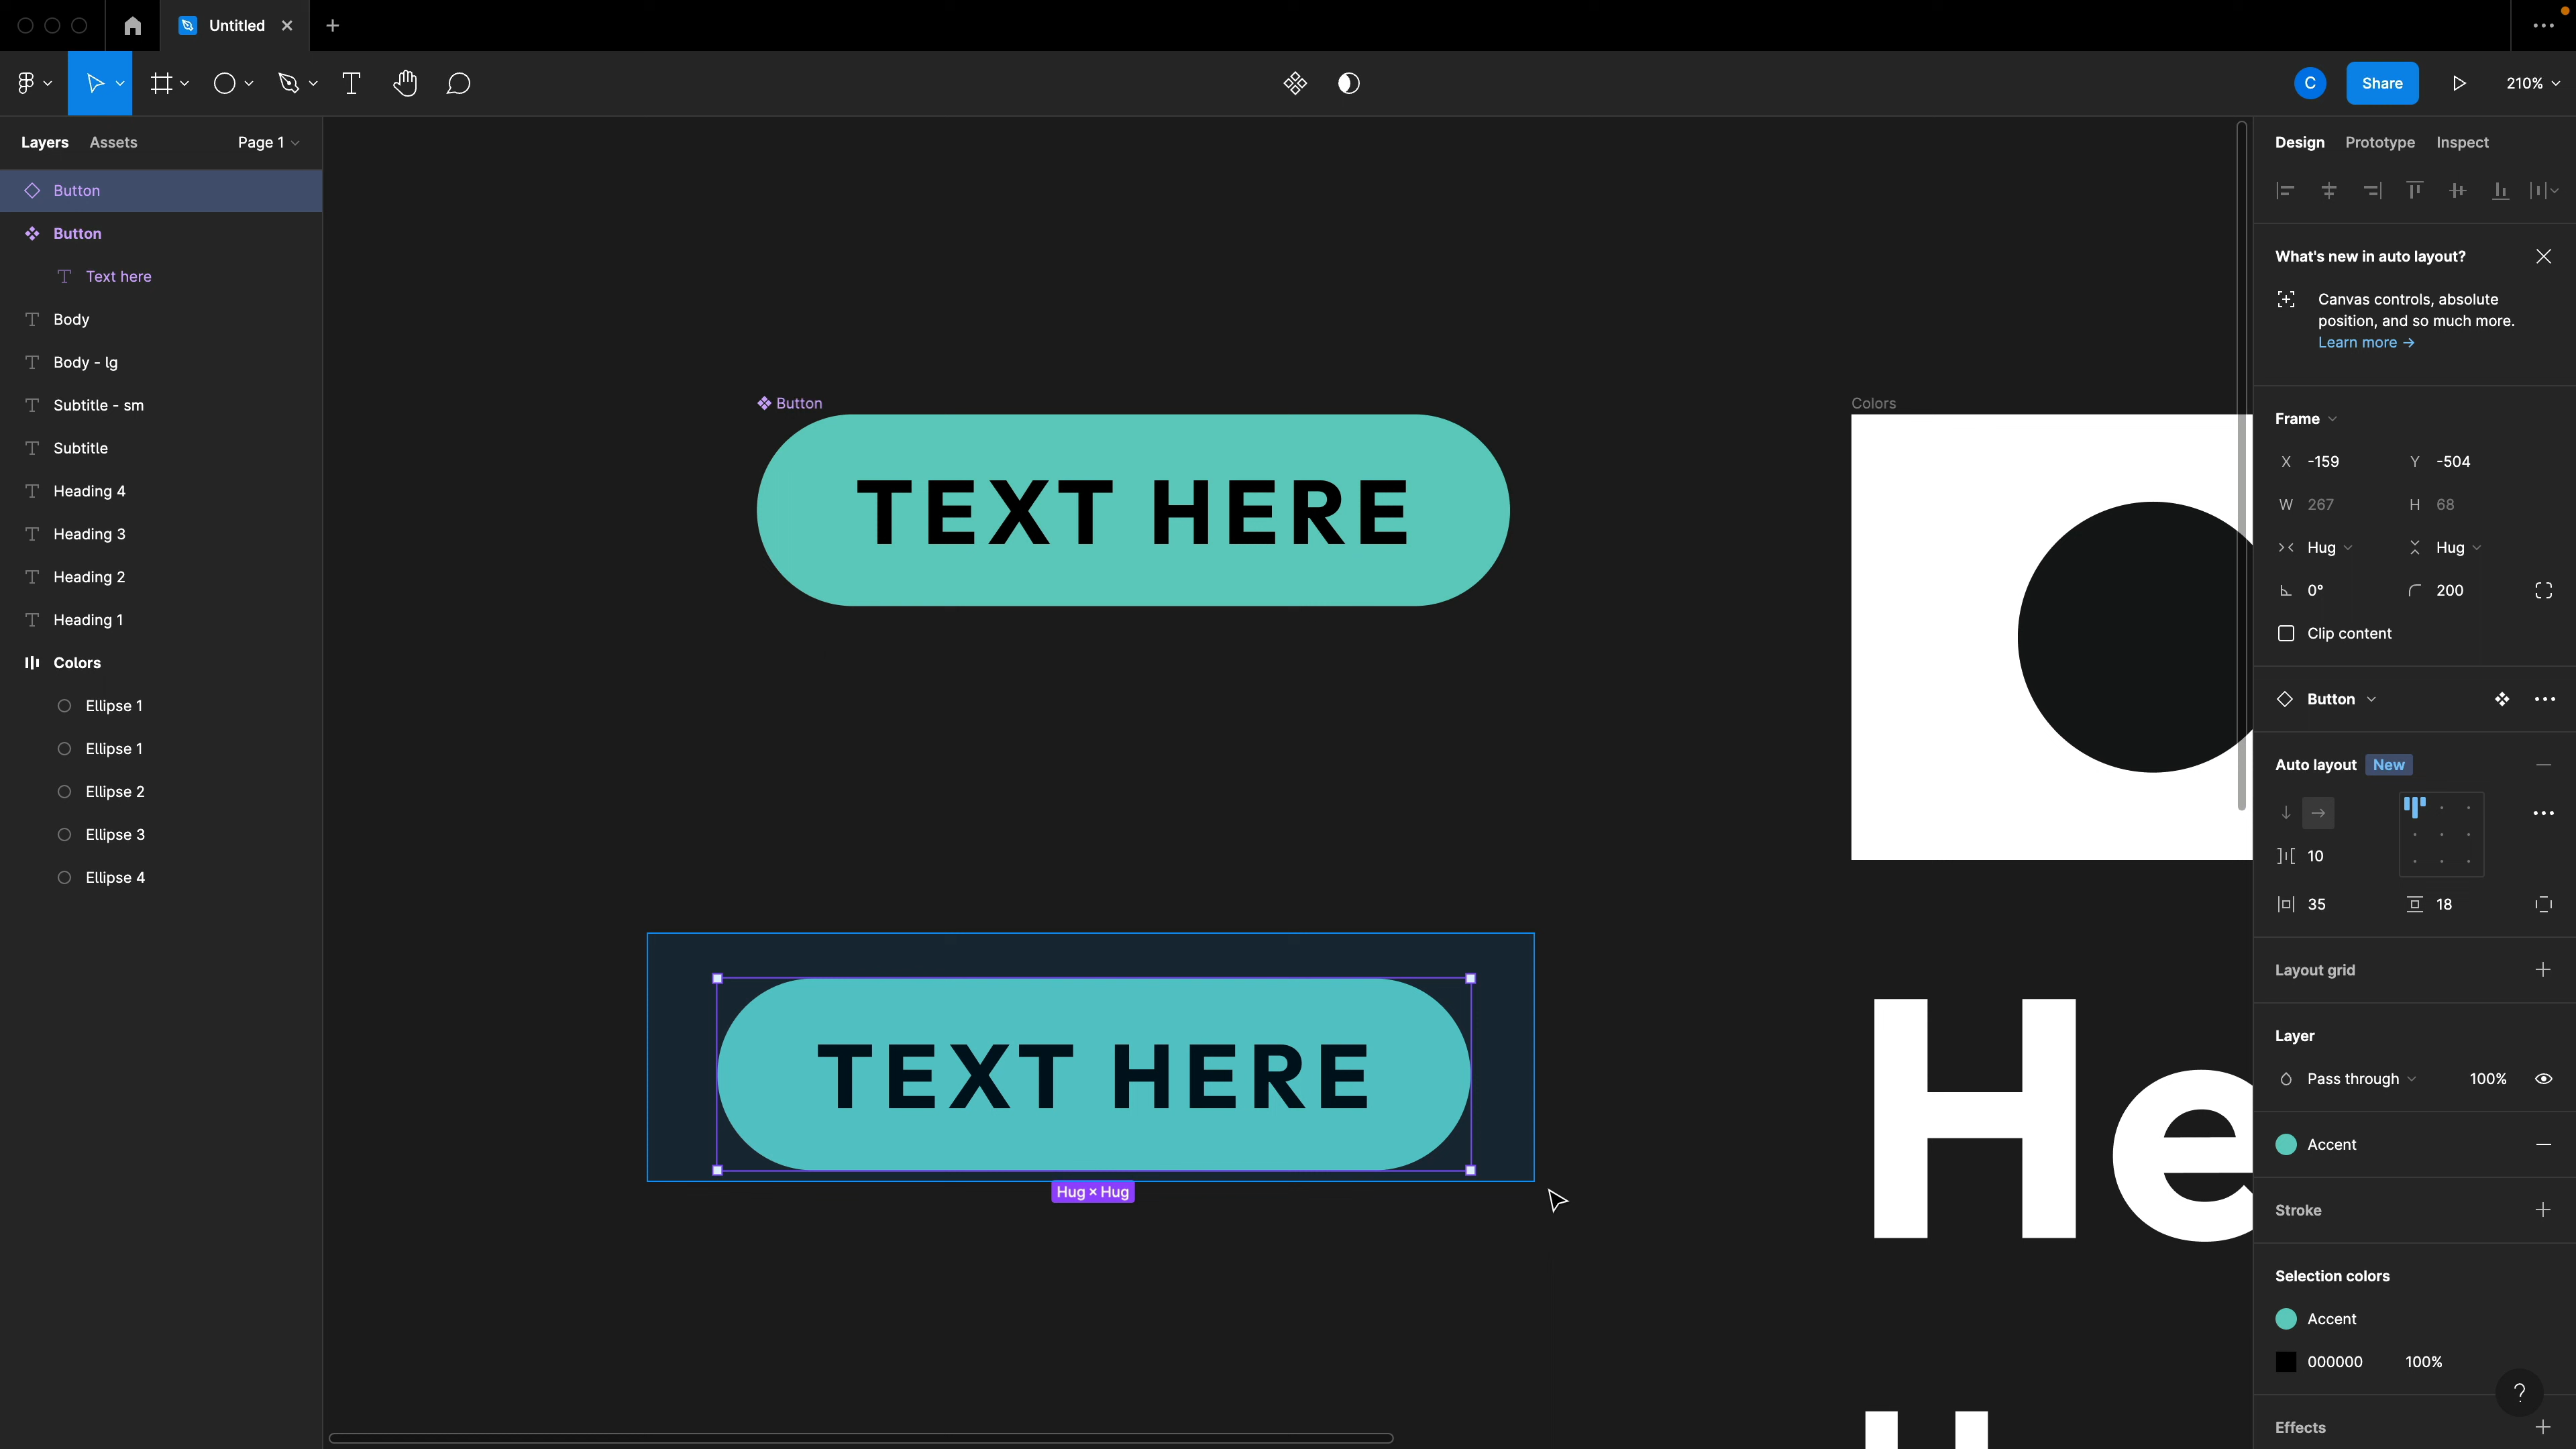 Untitled
C
Share
210%
Layers Assets Page 1
Button
Button
Text here
Body
Body - lg
Subtitle - sm
Subtitle
Heading 4
Heading 3
Heading 2
Heading 1
Colors
Ellipse 1
Ellipse 1
Ellipse 2
Ellipse 3
Ellipse 4
Button
TEXT HERE
Colors
TEXT HERE
Hug × Hug
He
Design Prototype Inspect
What's new in auto layout?
Canvas controls, absolute
position, and so much more.
Learn more →
Frame
X -159 Y -504
W 267 H 68
Hug Hug
0° 200
Clip content
Button
Auto layout New
10
35 18
Layout grid
Layer
Pass through 100%
Accent
Stroke
Selection colors
Accent
000000 100%
?
Effects